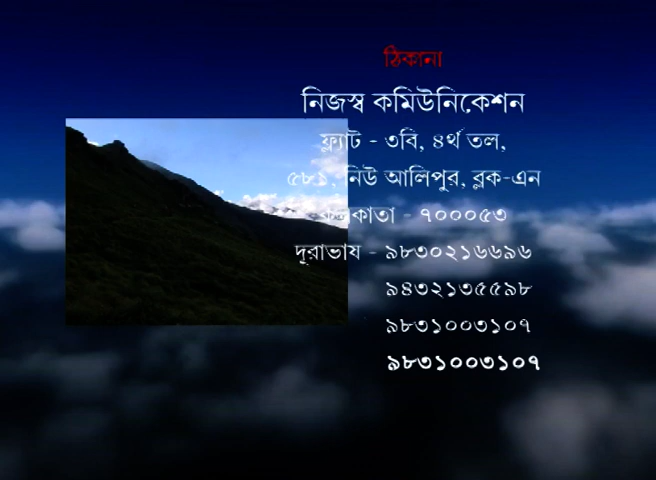 ঠিকানা
নিজস্ব কমিউনিকেশন
ফ্ল্যাট - ৩বি, ৪র্থ তল,
৫৮১, নিউ আলিপুর, ব্লক-এন
কলকাতা - ৭০০০৫৩
দূরাভাষ - ৯৮৩০২১৬৬৯৬
৯৪৩২১৩৫৫৯৮
৯৮৩১০০৩১০৭
৯৮৩১০০৩১০৭